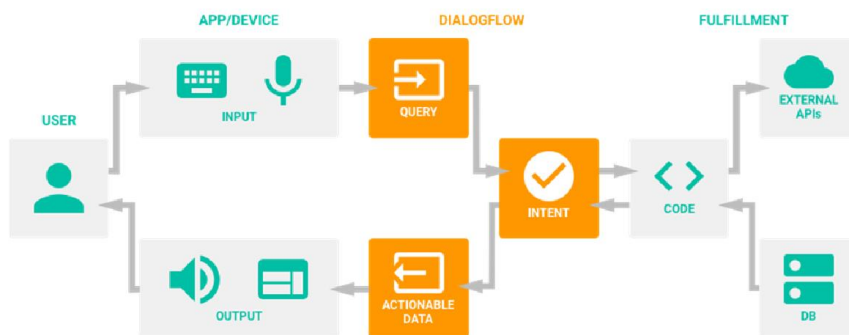 APP/DEVICE
DIALOGFLOW
FULFILLMENT
USER
INPUT
QUERY
EXTERNAL
APIs
INTENT
CODE
OUTPUT
ACTIONABLE
DATA
DB